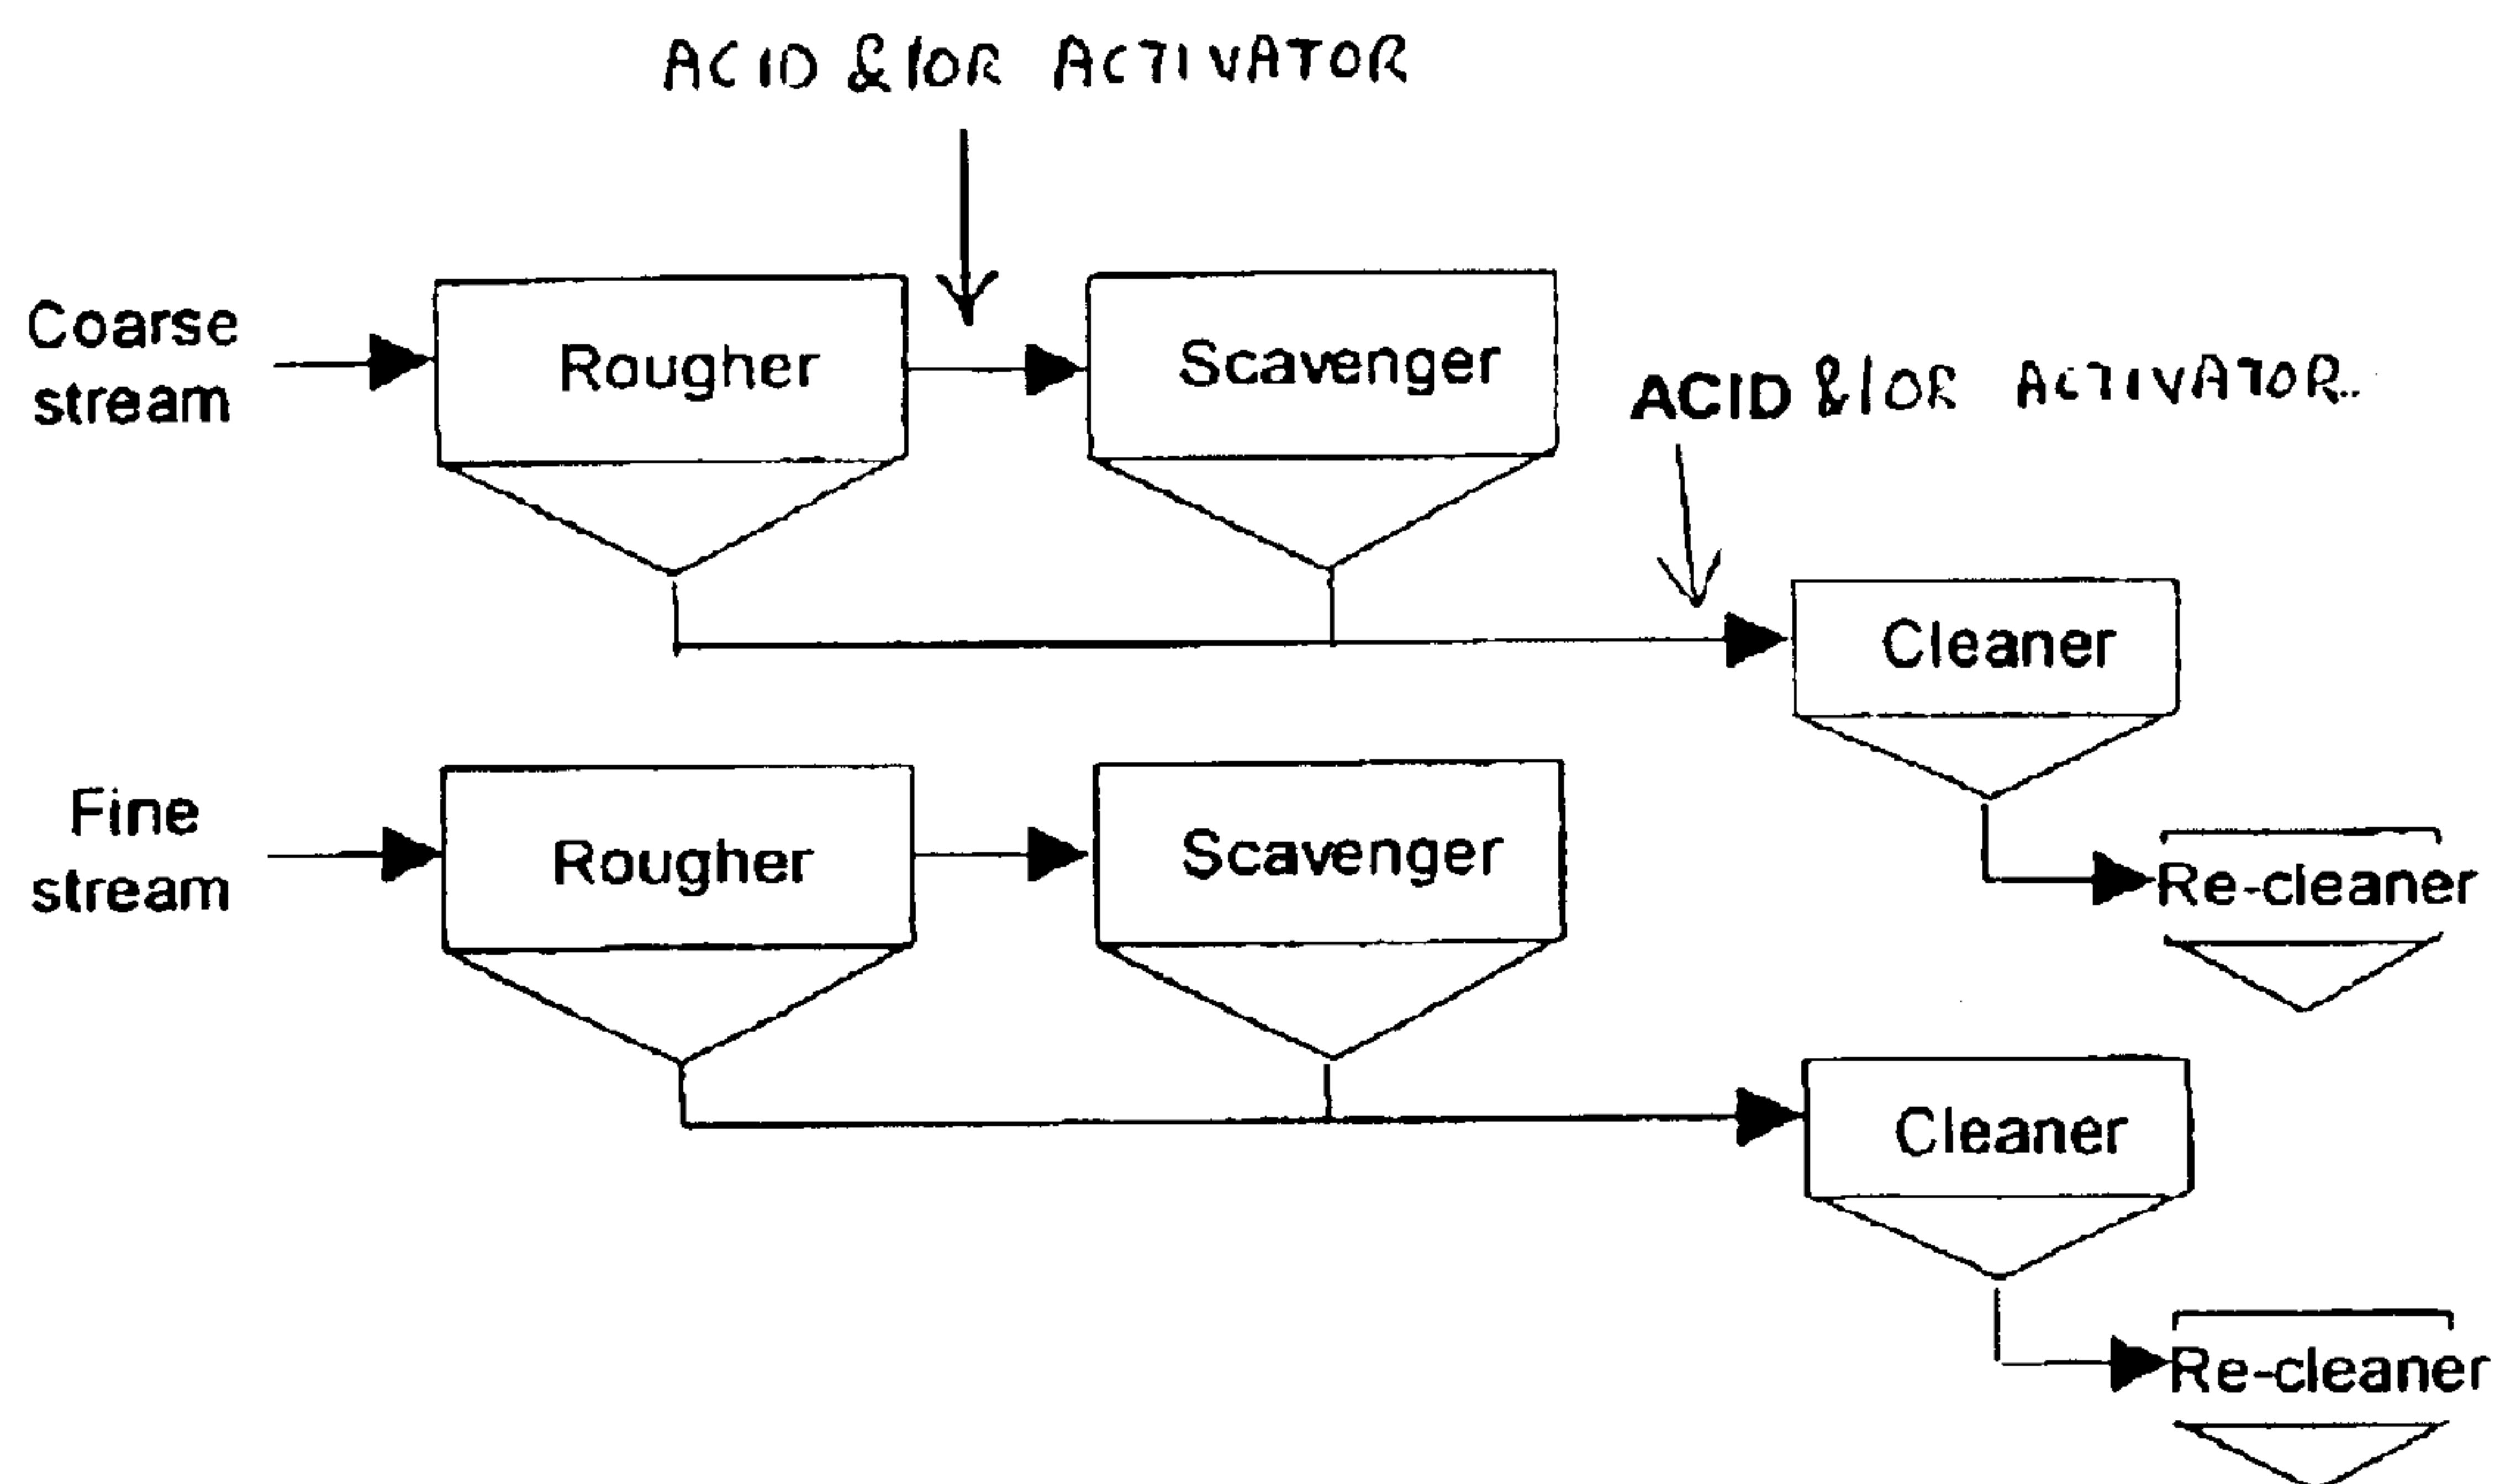 ACID &/OR ACTIVATOR
Coarse
stream
Rougher
Scavenger
ACID &/OR ACTIVATOR..
Cleaner
Re-cleaner
Fine
stream
Rougher
Scavenger
Cleaner
Re-cleaner